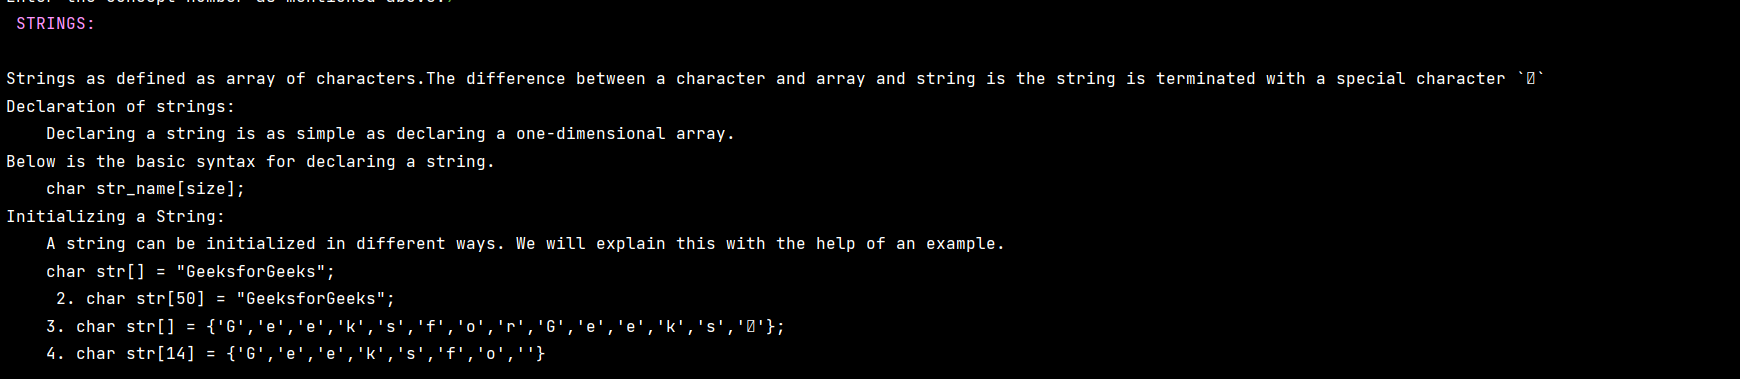 STRINGS:
Strings as defined as array of characters.The difference between a character and array and string is the string is terminated with a special character `▯`
Declaration of strings:
Declaring a string is as simple as declaring a one-dimensional array.
Below is the basic syntax for declaring a string.
char str_name[size];
Initializing a String:
A string can be initialized in different ways. We will explain this with the help of an example.
char str[] = "GeeksforGeeks";
2. char str[50] = "GeeksforGeeks";
3. char str[] = {'G','e','e','k','s','f','o','r','G','e','e','k','s','▯'};
4. char str[14] = {'G','e','e','k','s','f','o',''}